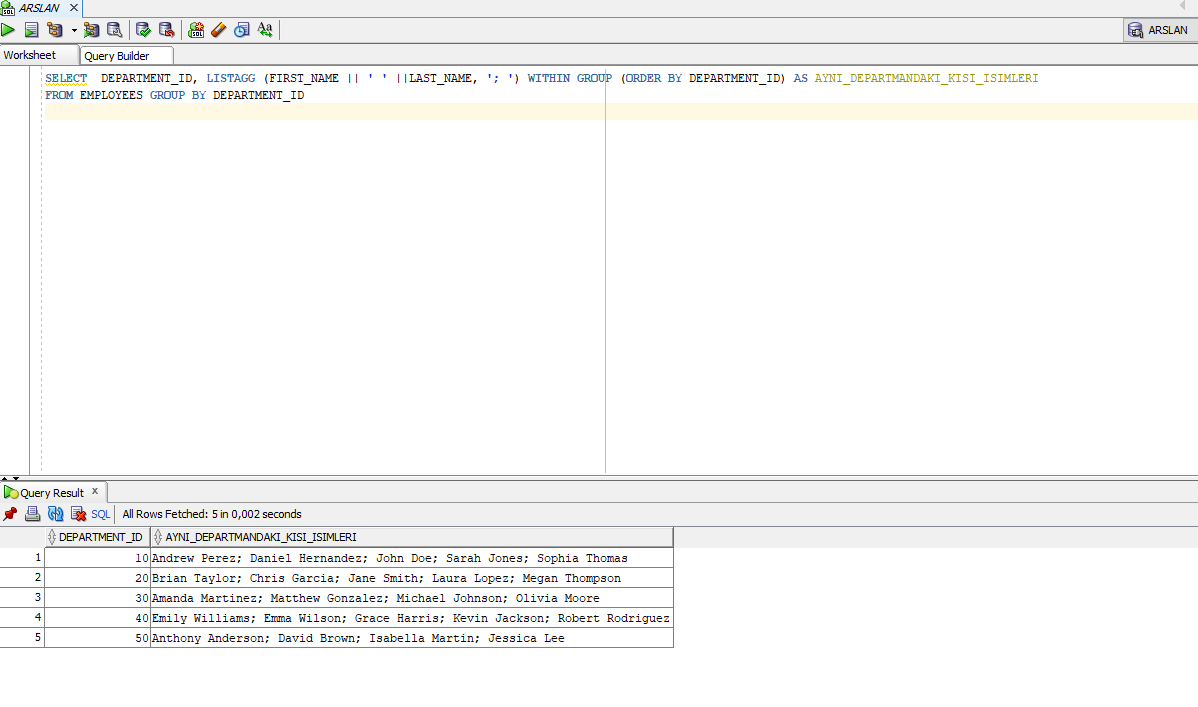 ARSLAN
ARSLAN
Worksheet Query Builder
SELECT DEPARTMENT_ID, LISTAGG (FIRST_NAME || ' ' ||LAST_NAME, '; ') WITHIN GROUP (ORDER BY DEPARTMENT_ID) AS AYNI_DEPARTMANDAKI_KISI_ISIMLERI
FROM EMPLOYEES GROUP BY DEPARTMENT_ID
Query Result x
SQL All Rows Fetched: 5 in 0,002 seconds
DEPARTMENT_ID AYNI_DEPARTMANDAKI_KISI_ISIMLERI
1 10 Andrew Perez; Daniel Hernandez; John Doe; Sarah Jones; Sophia Thomas
2 20 Brian Taylor; Chris Garcia; Jane Smith; Laura Lopez; Megan Thompson
3 30 Amanda Martinez; Matthew Gonzalez; Michael Johnson; Olivia Moore
4 40 Emily Williams; Emma Wilson; Grace Harris; Kevin Jackson; Robert Rodriguez
5 50 Anthony Anderson; David Brown; Isabella Martin; Jessica Lee